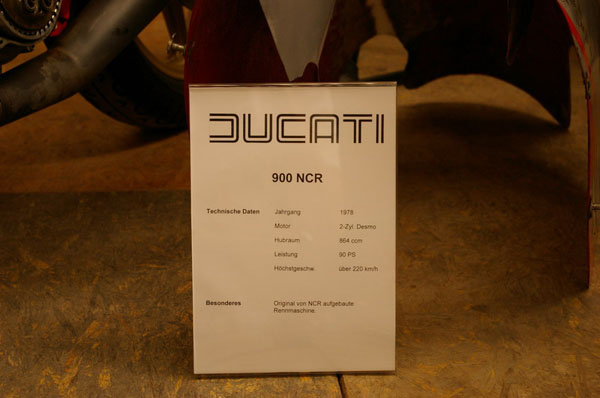 DUCATI
900 NCR
Technische Daten Jahrgang 1978
Motor 2-Zyl. Desmo
Hubraum 864 ccm
Leistung 90 PS
Höchstgeschw. über 220 km/h
Besonderes Original von NCR aufgebaute
Rennmaschine.